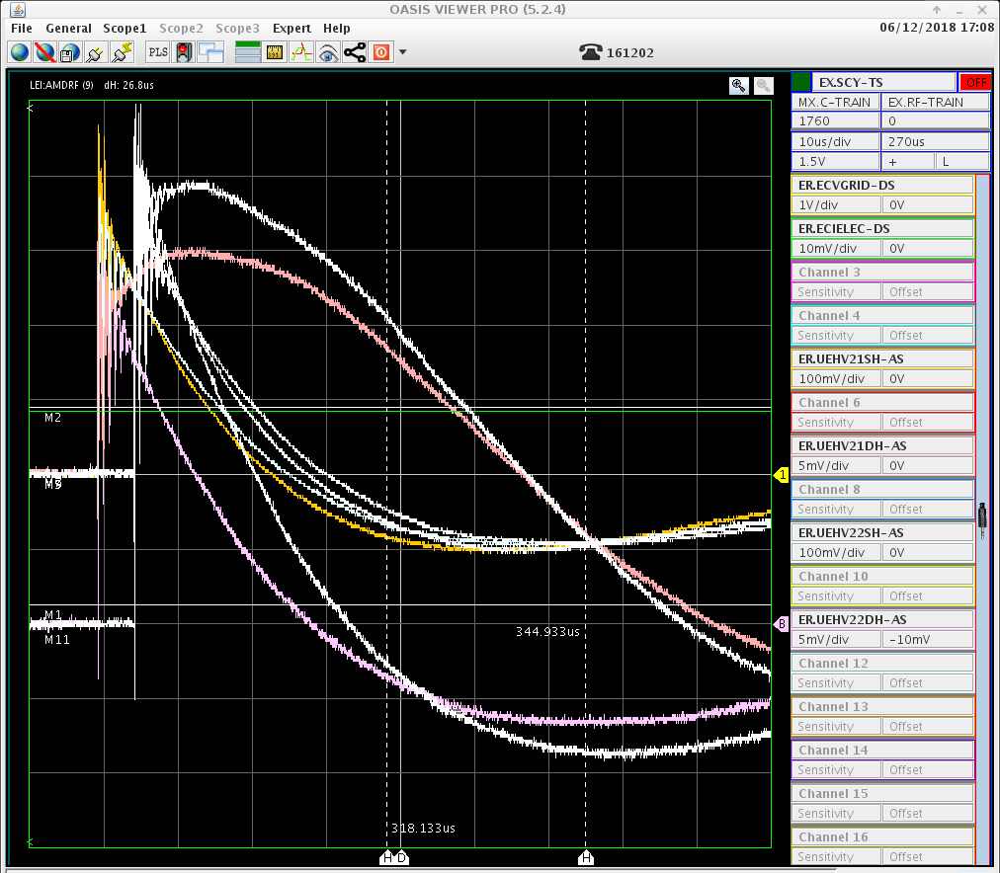 OASIS VIEWER PRO (5.2.4)
File General Scope1 Scope2 Scope3 Expert Help
06/12/2018 17:08
PLS
161202
LEI:AMDRF (9) dH: 26.8us
EX.SCY-TS OFF
MX.C-TRAIN EX.RF-TRAIN
1760 0
10us/div 270us
1.5V + L
ER.ECVGRID-DS
1V/div 0V
ER.ECIELEC-DS
10mV/div 0V
Channel 3
Sensitivity Offset
Channel 4
Sensitivity Offset
ER.UEHV21SH-AS
100mV/div 0V
Channel 6
Sensitivity Offset
ER.UEHV21DH-AS
5mV/div 0V
Channel 8
Sensitivity Offset
ER.UEHV22SH-AS
100mV/div 0V
Channel 10
Sensitivity Offset
ER.UEHV22DH-AS
5mV/div -10mV
Channel 12
Sensitivity Offset
Channel 13
Sensitivity Offset
Channel 14
Sensitivity Offset
Channel 15
Sensitivity Offset
Channel 16
Sensitivity Offset
M2
1
M1
B
M11
344.933us
318.133us
H D H